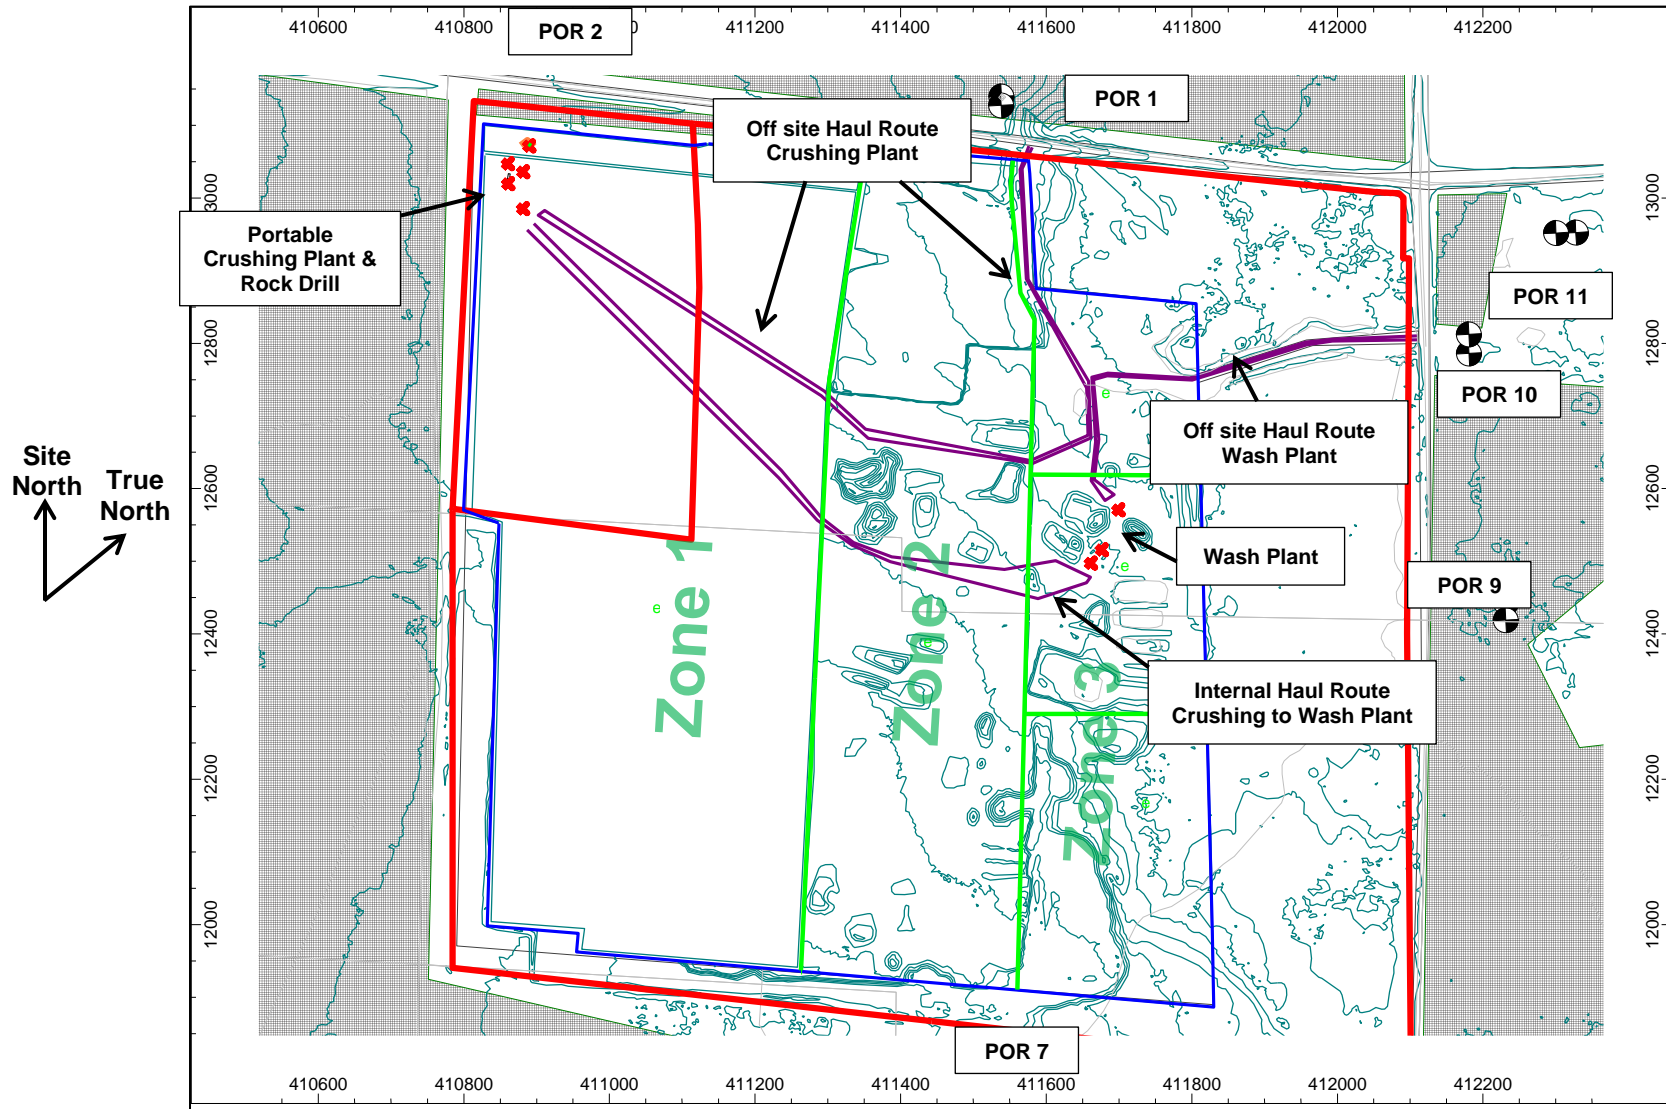 410600 410800 411200 411400 411600 411800 412000 412200
POR 2
POR 1
Off site Haul Route
Crushing Plant
13000
13000
Portable
Crushing Plant &
Rock Drill
POR 11
12800
12800
POR 10
Off site Haul Route
Wash Plant
Site
North
True
North
12600
12600
Wash Plant
POR 9
Zone 1
Zone 2
Zone 3
e
e
e
e
e
12400
12400
Internal Haul Route
Crushing to Wash Plant
12200
12200
12000
12000
POR 7
410600 410800 411000 411200 411400 411600 411800 412000 412200